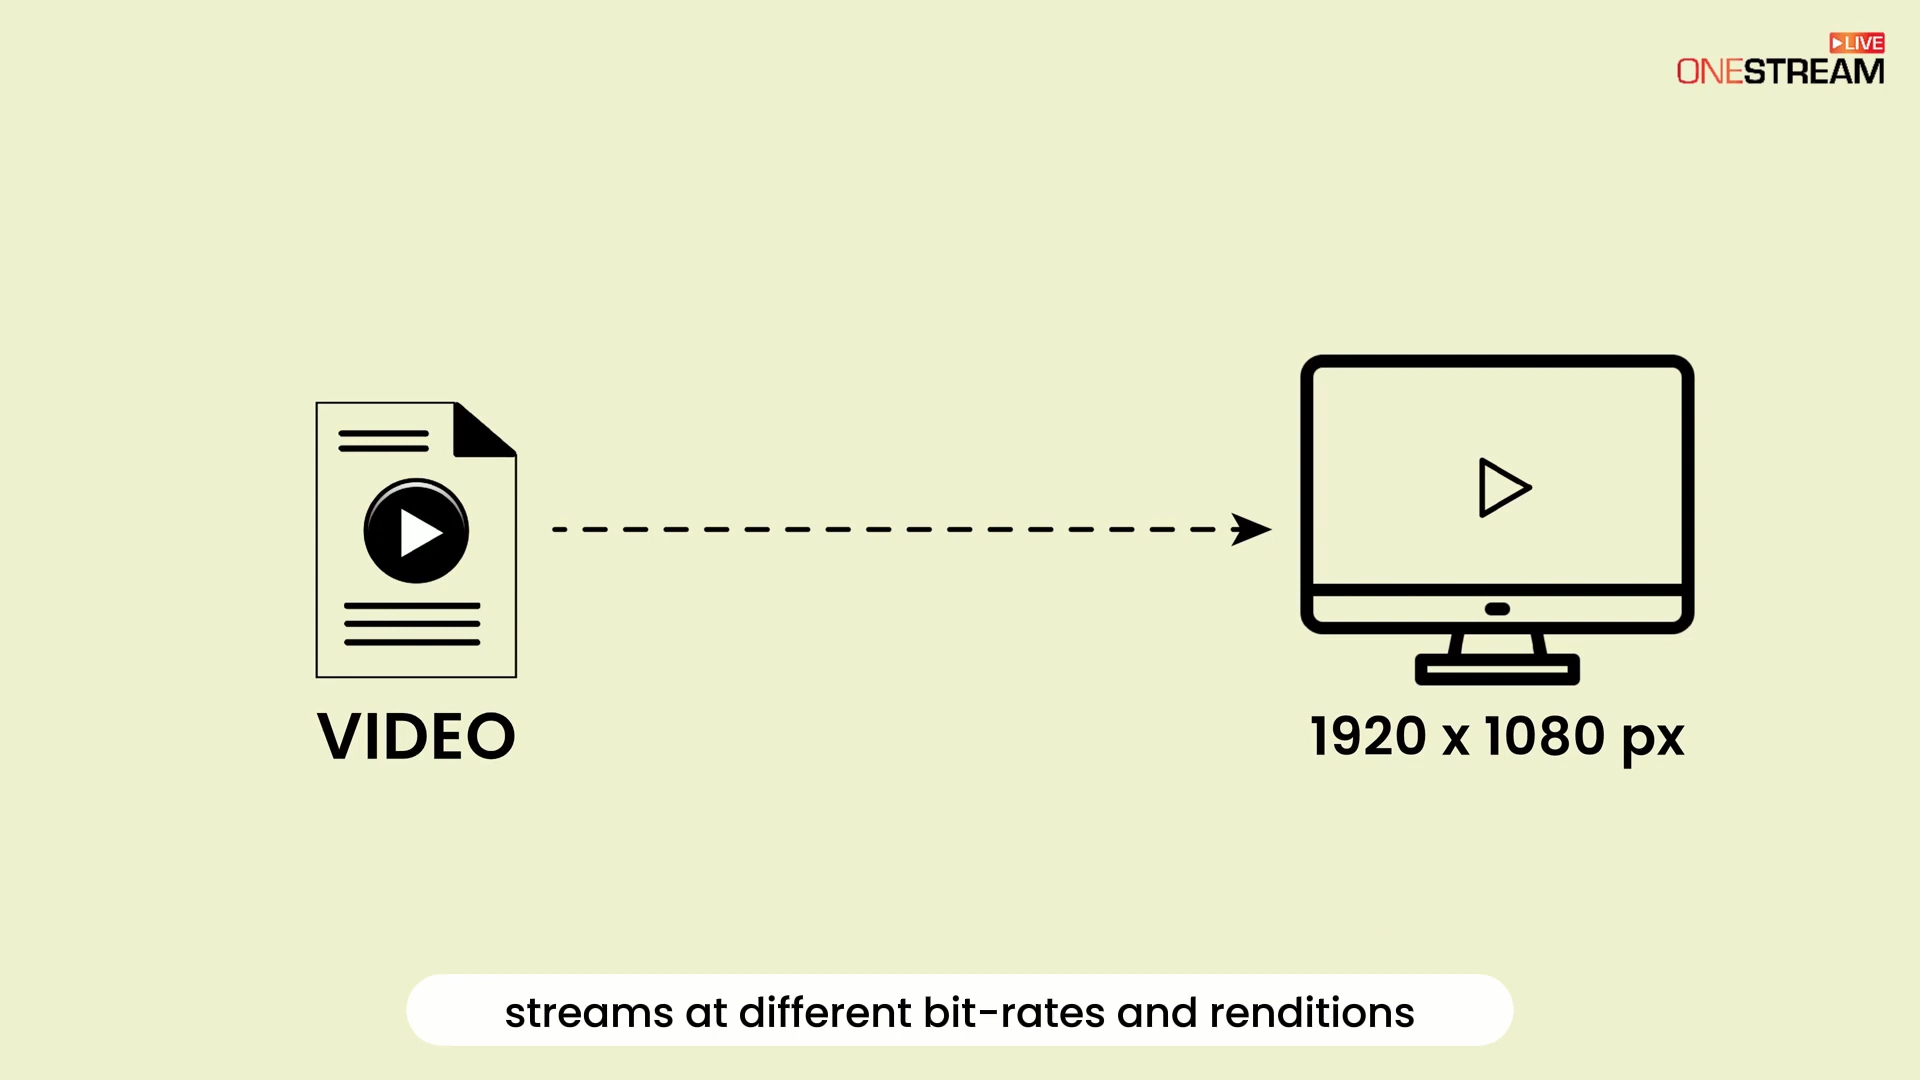 LIVE
ONESTREAM
VIDEO
1920 x 1080 px
streams at different bit-rates and renditions